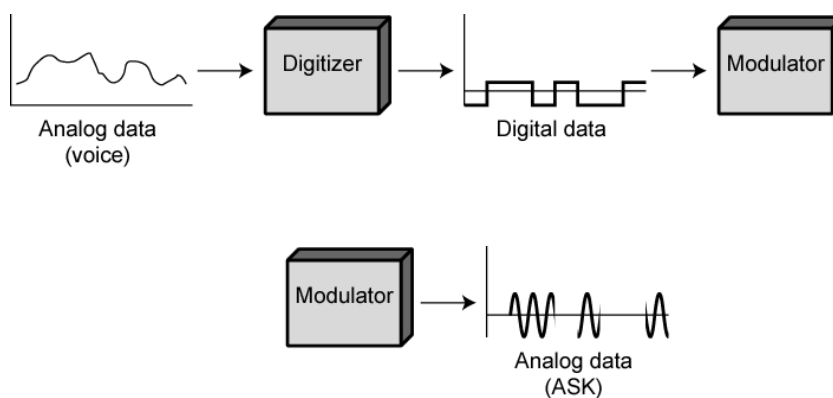 Digitizer
Modulator
Analog data
(voice)
Digital data
Modulator
Analog data
(ASK)